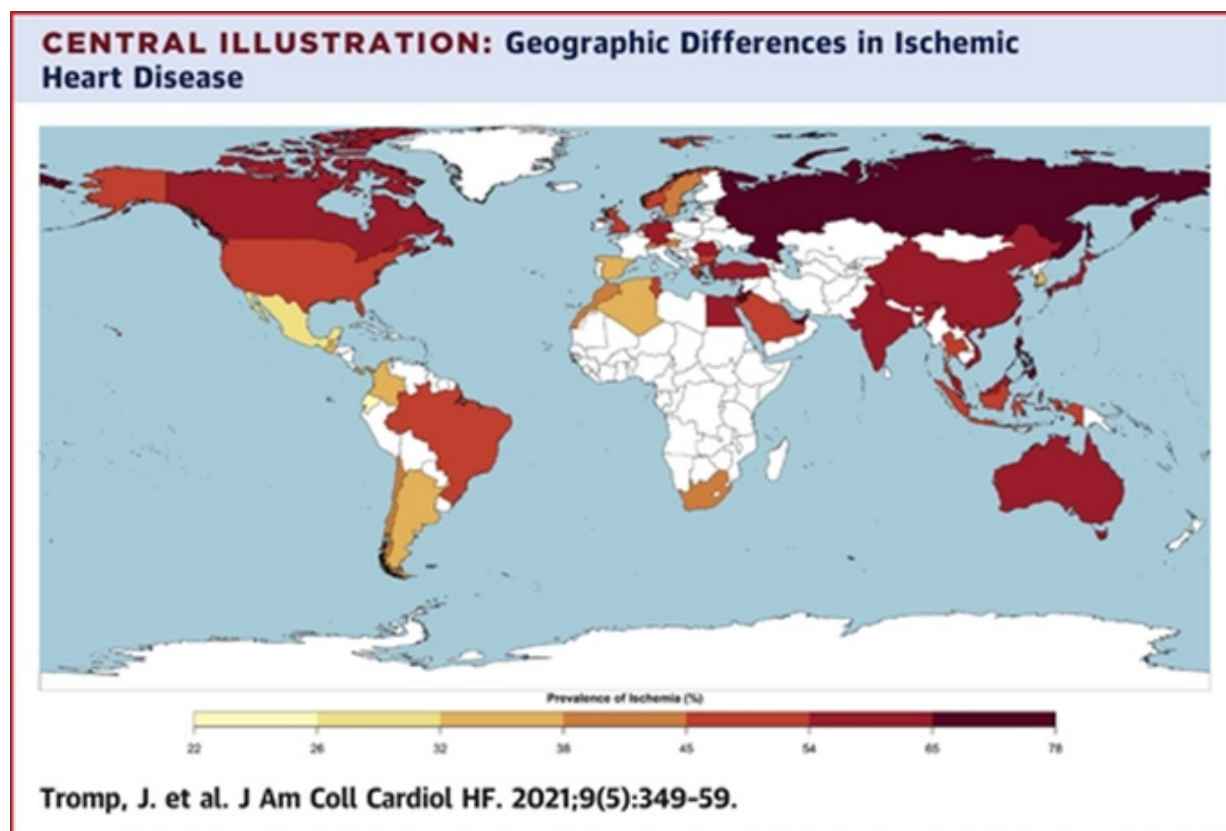 CENTRAL ILLUSTRATION: Geographic Differences in Ischemic
Heart Disease
Prevalence of Ischemia (%)
22 26 32 38 45 54 65 78
Tromp, J. et al. J Am Coll Cardiol HF. 2021;9(5):349-59.